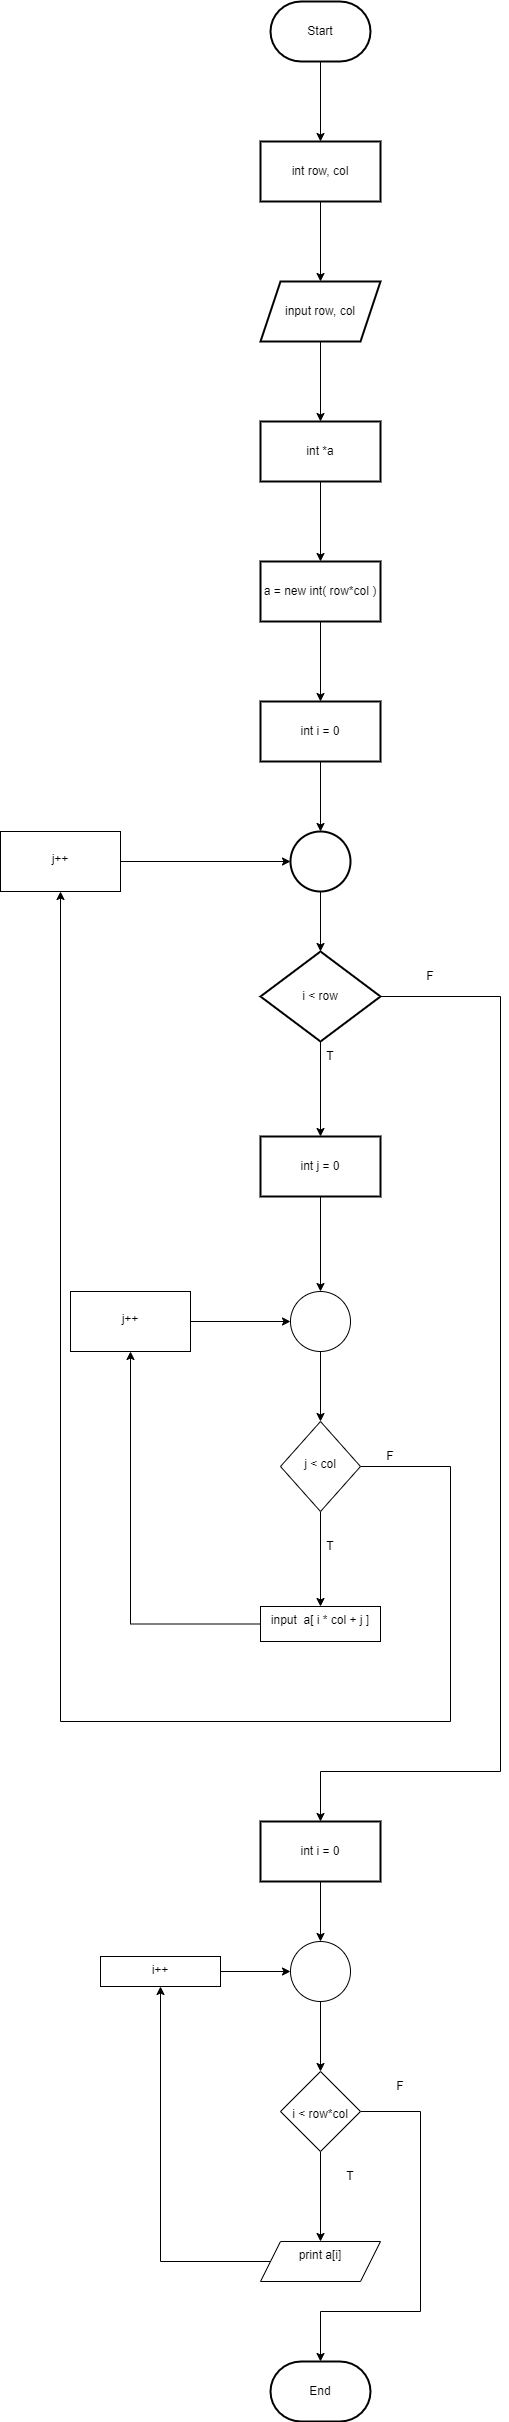 Start
int row, col
input row, col
int *a
a = new int( row*col )
int i = 0
j++
i < row
F
T
int j = 0
j++
j < col
F
T
input  a[ i * col + j ]
int i = 0
i++
i < row*col
F
T
print a[i]
End